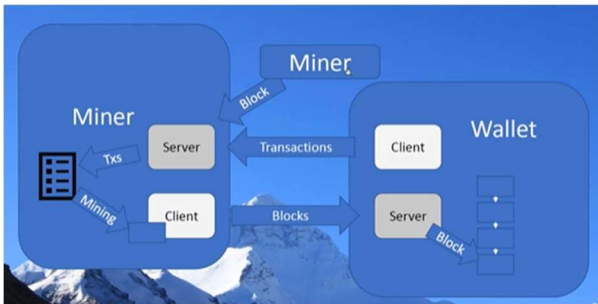 Miner
Block
Miner
Wallet
Server
Transactions
Client
Txs
Mining
Client
Blocks
Server
Block